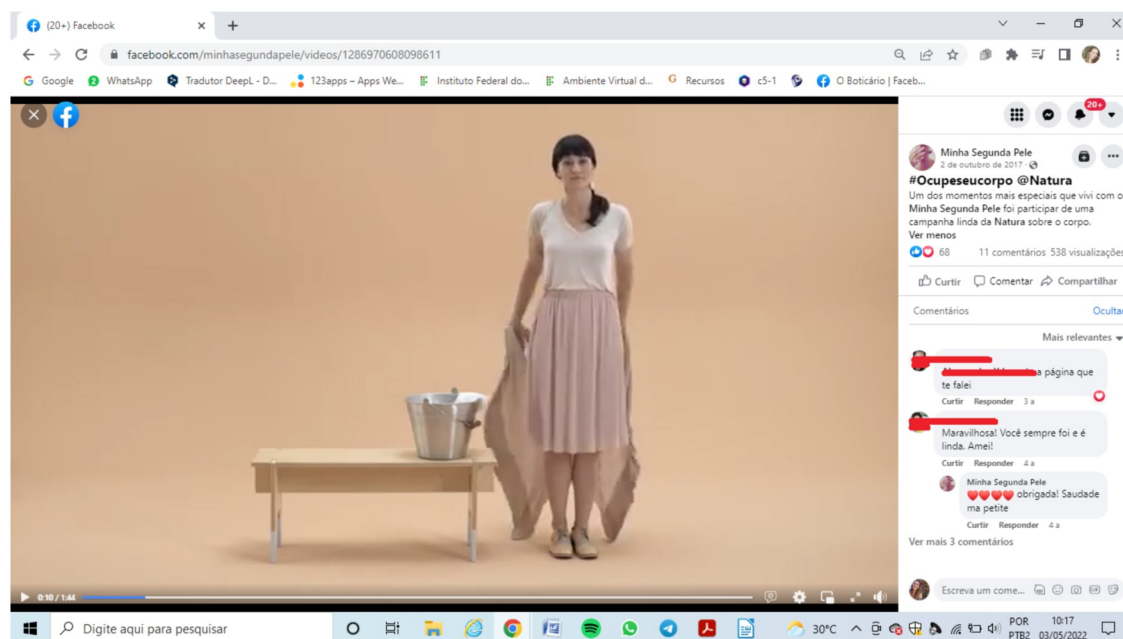 (20+) Facebook
facebook.com/minhasegundapele/videos/1286970608098611
Google WhatsApp Tradutor DeepL - D... 123apps – Apps We... Instituto Federal do... Ambiente Virtual d... Recursos c5-1 O Boticário | Faceb...
20+
Minha Segunda Pele
2 de outubro de 2017 ·
#Ocupeseucorpo @Natura
Um dos momentos mais especiais que vivi com o
Minha Segunda Pele foi participar de uma
campanha linda da Natura sobre o corpo.
Ver menos
68 11 comentários 538 visualizações
Curtir Comentar Compartilhar
Comentários Ocultar
Mais relevantes
a página que
te falei
Curtir Responder 3 a
Maravilhosa! Você sempre foi e é
linda. Amei!
Curtir Responder 4 a
Minha Segunda Pele
obrigada! Saudade
ma petite
Curtir Responder 4 a
Ver mais 3 comentários
Escreva um come...
0:10 / 1:44
Digite aqui para pesquisar
30°C
POR
PTB2
10:17
03/05/2022